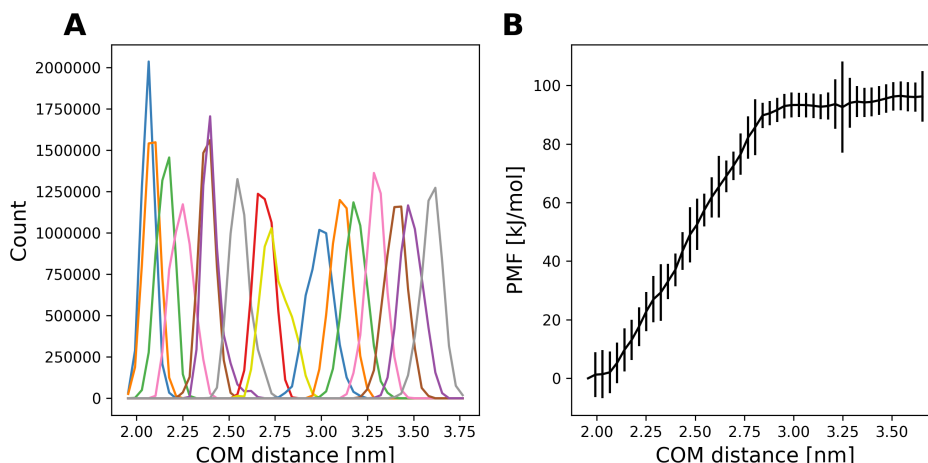 A
B
Count
2000000
1750000
1500000
1250000
1000000
750000
500000
250000
0
2.00 2.25 2.50 2.75 3.00 3.25 3.50 3.75
COM distance [nm]
PMF [kJ/mol]
100
80
60
40
20
0
2.00 2.25 2.50 2.75 3.00 3.25 3.50
COM distance [nm]